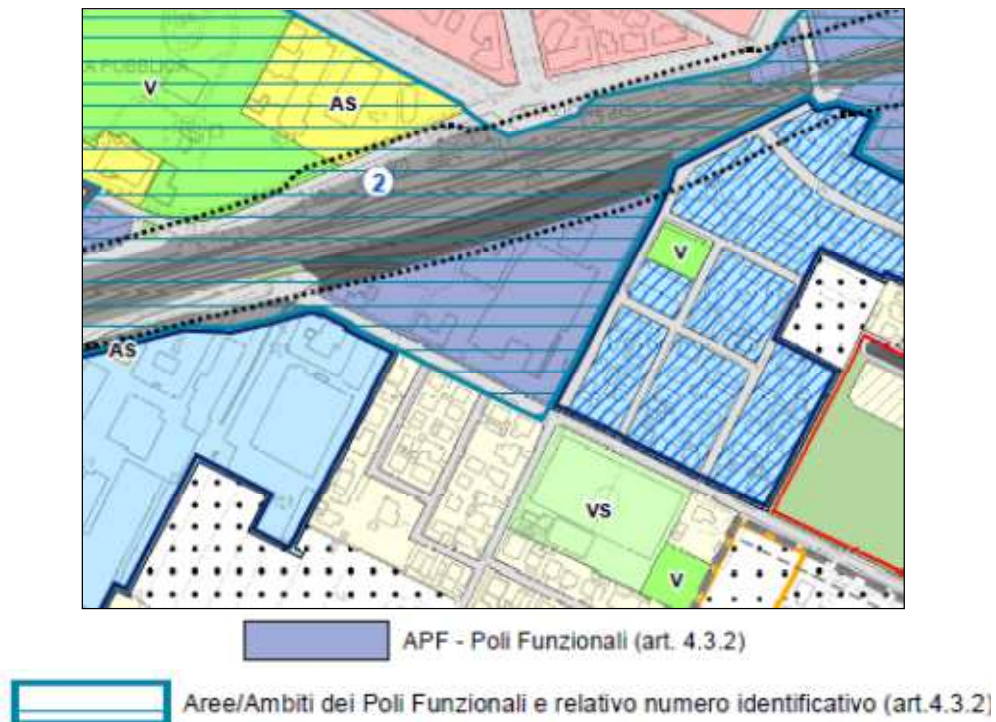 A PUBBLICA
V
AS
2
V
AS
VS
V
APF - Poli Funzionali (art. 4.3.2)
Aree/Ambiti dei Poli Funzionali e relativo numero identificativo (art.4.3.2)